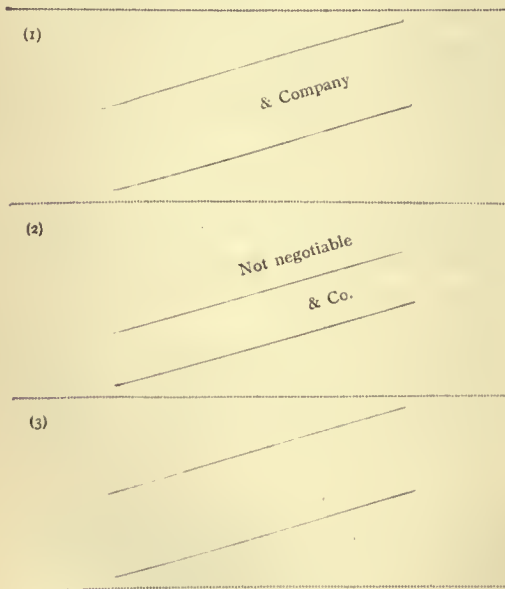 (1)
& Company
(2)
Not negotiable
& Co.
(3)